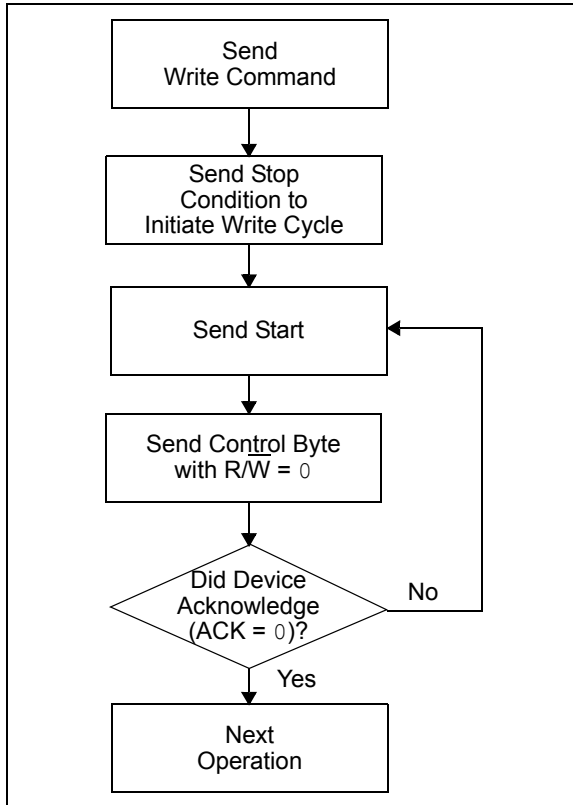 Send
Write Command
Send Stop
Condition to
Initiate Write Cycle
Send Start
Send Control Byte
with R/W̅ = 0
Did Device
Acknowledge
(ACK = 0)?
No
Yes
Next
Operation